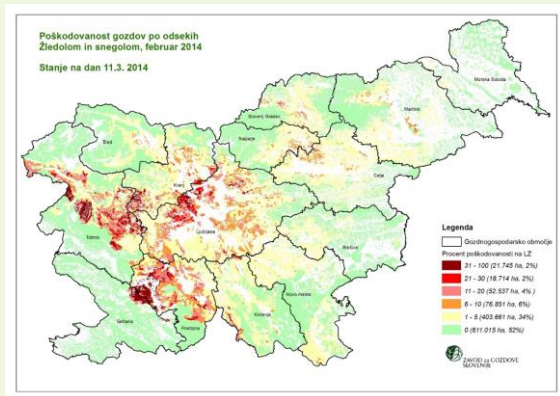 Poškodovanost gozdov po odsekih
Žledolom in snegolom, februar 2014
Stanje na dan 11.3. 2014
Murska Sobota
Maribor
Slovenj Gradec
Nazarje
Bled
Kranj
Celje
Ljubljana
Tolmin
Brežice
Novo mesto
Kočevje
Postojna
Sežana
Legenda
Gozdnogospodarsko območje
Procent poškodovanosti na LZ
31 - 100 (21.745 ha, 2%)
21 - 30 (18.714 ha, 2%)
11 - 20 (52.537 ha, 4% )
6 - 10 (76.851 ha, 6%)
1 - 5 (403.661 ha, 34%)
0 (611.015 ha, 52%)
ZAVOD za GOZDOVE
SLOVENIJE